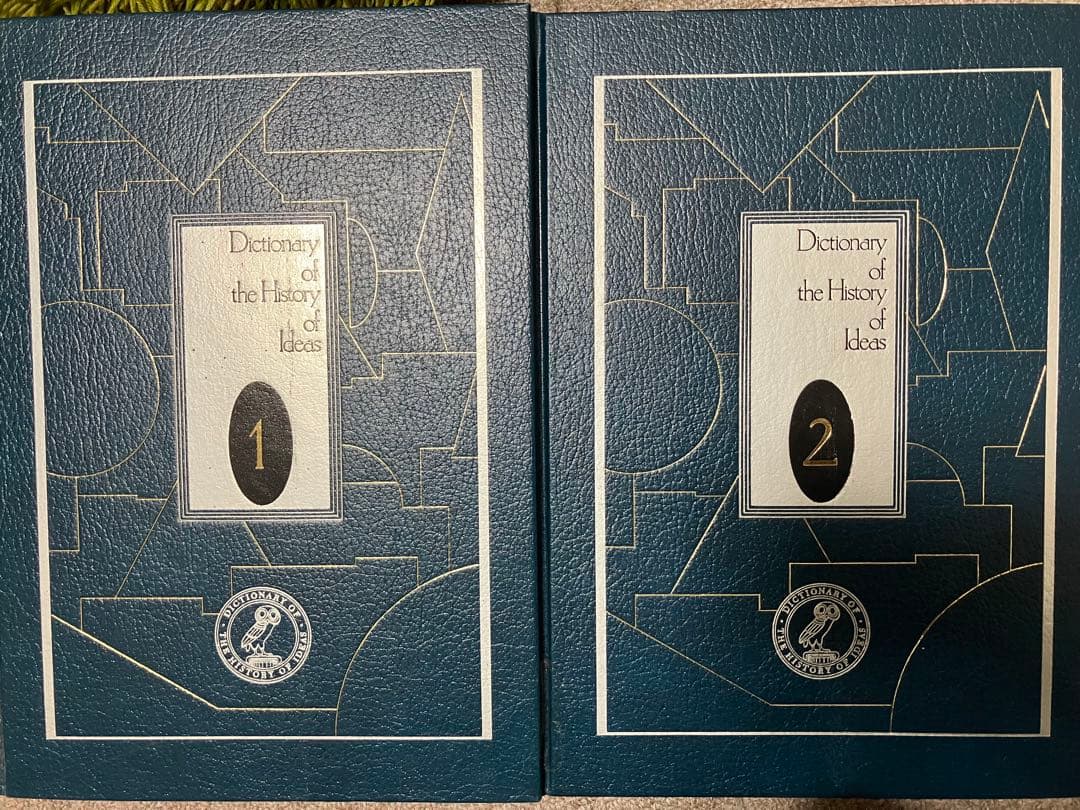 Dictionary
of
the History
of
Ideas
1
DICTIONARY OF
THE HISTORY OF IDEAS
Dictionary
of
the History
of
Ideas
2
DICTIONARY OF
THE HISTORY OF IDEAS